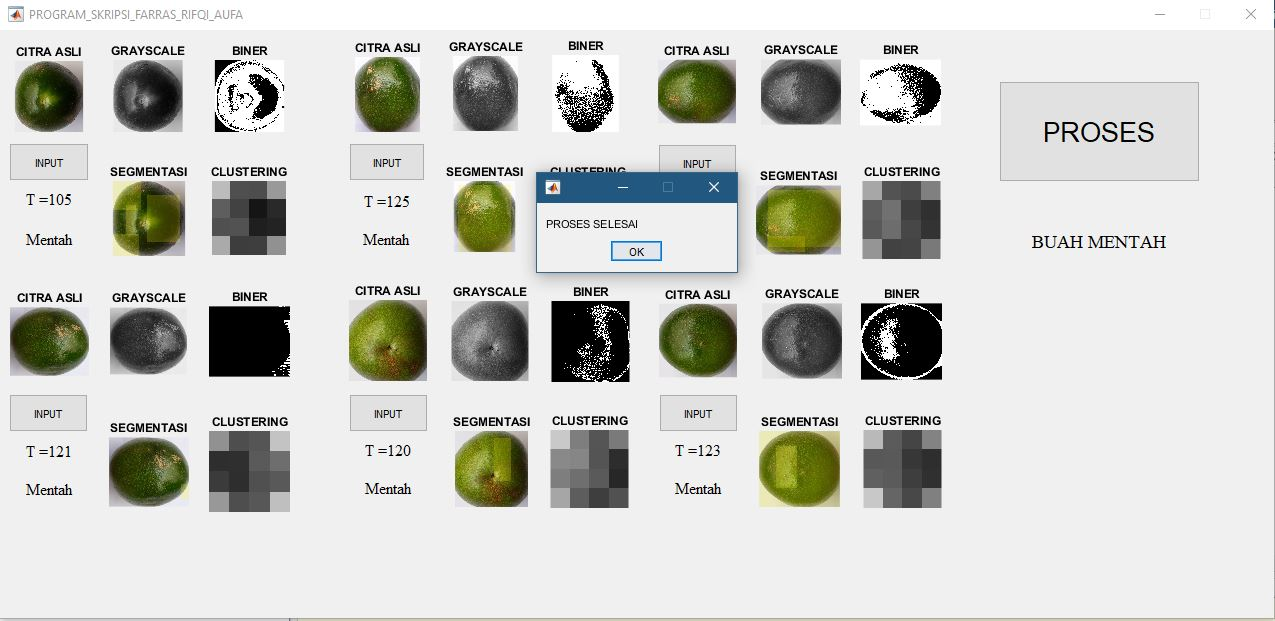 PROGRAM_SKRIPSI_FARRAS_RIFQI_AUFA
CITRA ASLI GRAYSCALE BINER
INPUT
SEGMENTASI CLUSTERING
T =105
Mentah
CITRA ASLI GRAYSCALE BINER
INPUT
SEGMENTASI
T =125
Mentah
CITRA ASLI GRAYSCALE BINER
INPUT
SEGMENTASI CLUSTERING
PROSES SELESAI
OK
PROSES
BUAH MENTAH
CITRA ASLI GRAYSCALE BINER
INPUT
SEGMENTASI CLUSTERING
T =121
Mentah
CITRA ASLI GRAYSCALE BINER
INPUT
SEGMENTASI CLUSTERING
T =120
Mentah
CITRA ASLI GRAYSCALE BINER
INPUT
SEGMENTASI CLUSTERING
T =123
Mentah